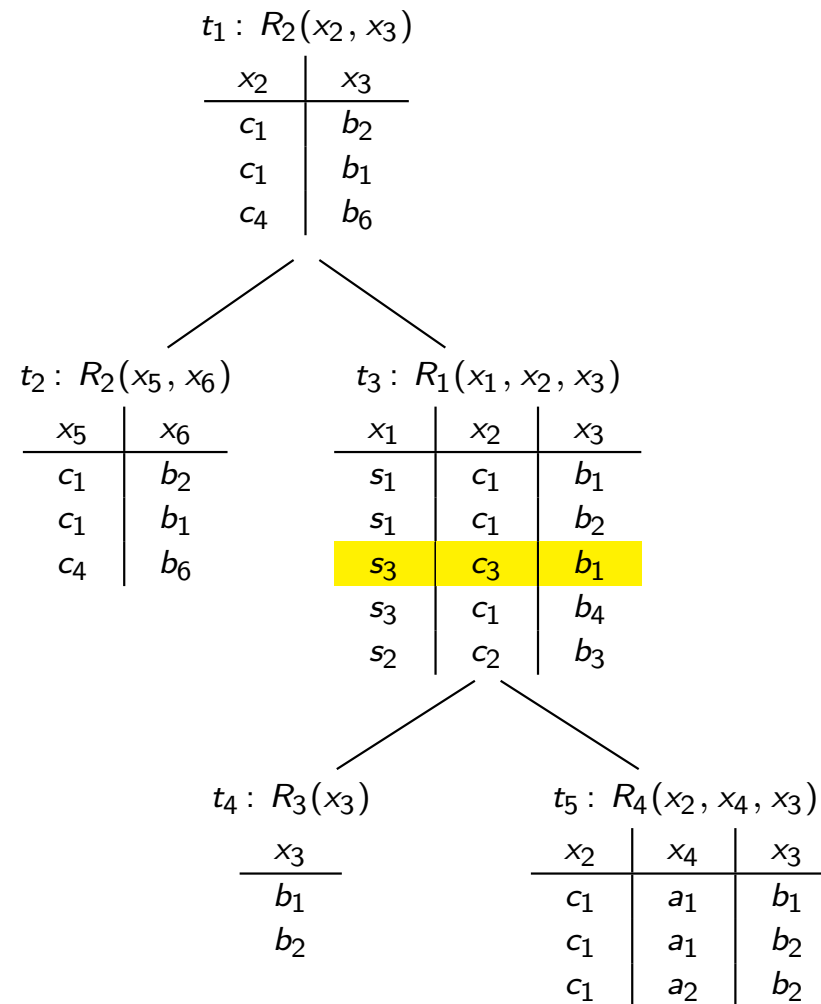 t₁ : R₂(x₂, x₃)
x₂ x₃
c₁ b₂
c₁ b₁
c₄ b₆
t₂ : R₂(x₅, x₆)
x₅ x₆
c₁ b₂
c₁ b₁
c₄ b₆
t₃ : R₁(x₁, x₂, x₃)
x₁ x₂ x₃
s₁ c₁ b₁
s₁ c₁ b₂
s₃ c₃ b₁
s₃ c₁ b₄
s₂ c₂ b₃
t₄ : R₃(x₃)
x₃
b₁
b₂
t₅ : R₄(x₂, x₄, x₃)
x₂ x₄ x₃
c₁ a₁ b₁
c₁ a₁ b₂
c₁ a₂ b₂